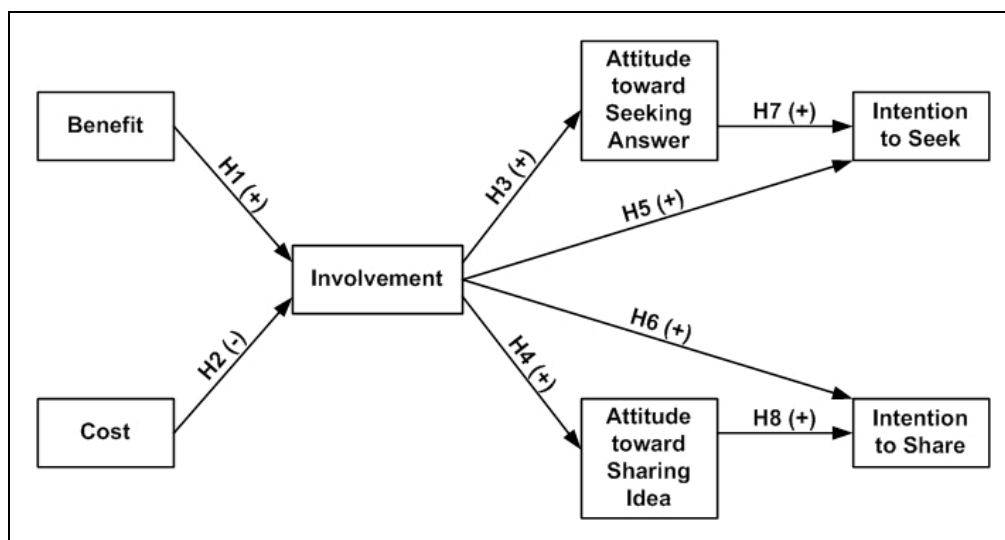 Benefit
H1 (+)
Cost
H2 (-)
Involvement
H3 (+)
H4 (+)
H5 (+)
H6 (+)
Attitude
toward
Seeking
Answer
H7 (+)
Intention
to Seek
Attitude
toward
Sharing
Idea
H8 (+)
Intention
to Share